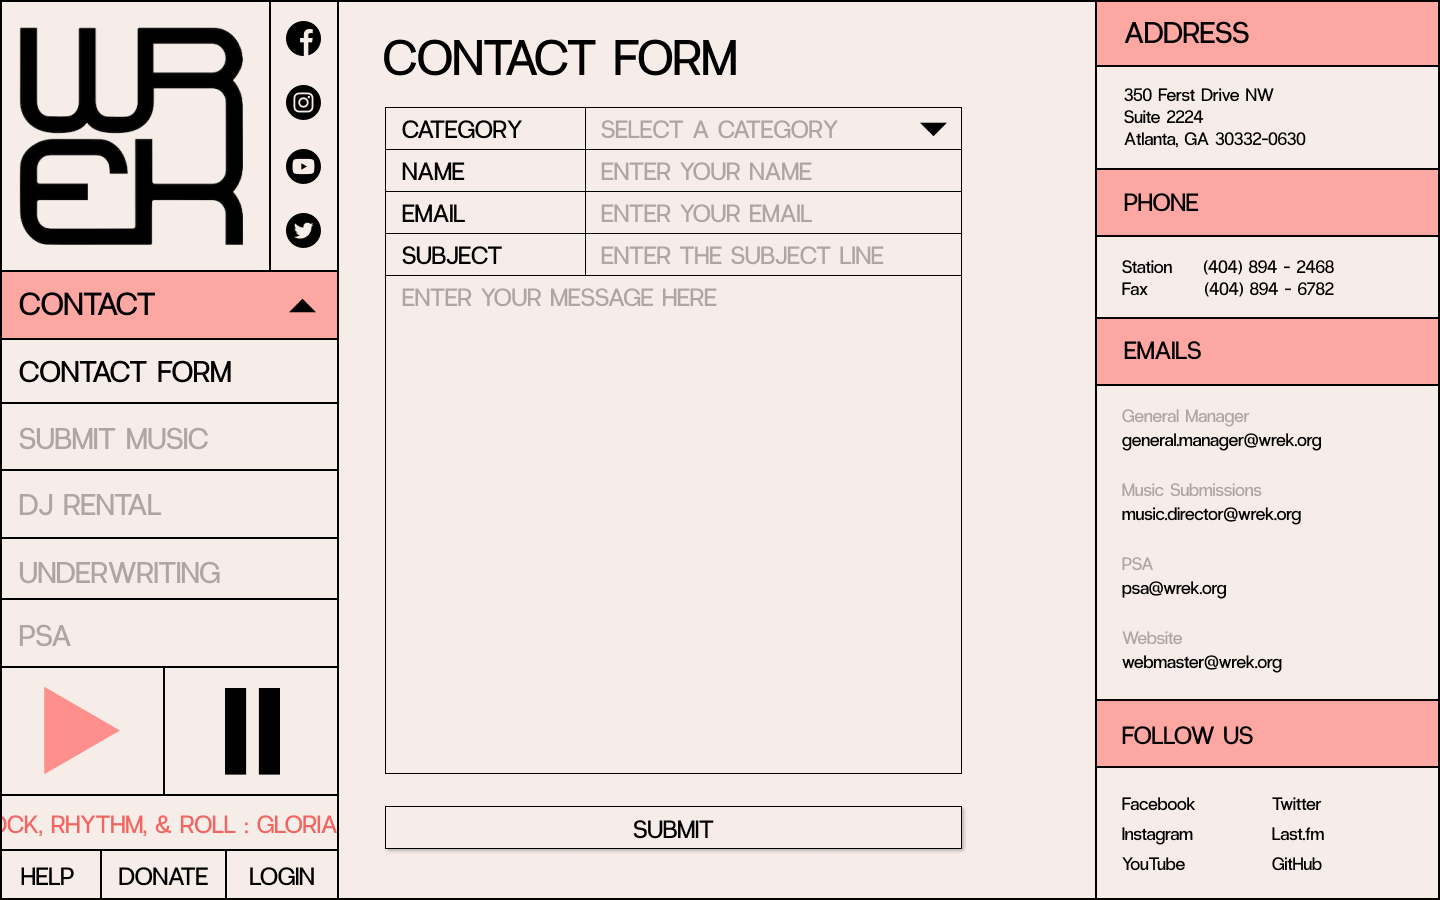 WREK
CONTACT
CONTACT FORM
SUBMIT MUSIC
DJ RENTAL
UNDERWRITING
PSA
OCK, RHYTHM, & ROLL : GLORIA
HELP DONATE LOGIN
CONTACT FORM
CATEGORY SELECT A CATEGORY
NAME ENTER YOUR NAME
EMAIL ENTER YOUR EMAIL
SUBJECT ENTER THE SUBJECT LINE
ENTER YOUR MESSAGE HERE
SUBMIT
ADDRESS
350 Ferst Drive NW
Suite 2224
Atlanta, GA 30332-0630
PHONE
Station (404) 894 - 2468
Fax (404) 894 - 6782
EMAILS
General Manager
general.manager@wrek.org
Music Submissions
music.director@wrek.org
PSA
psa@wrek.org
Website
webmaster@wrek.org
FOLLOW US
Facebook Twitter
Instagram Last.fm
YouTube GitHub